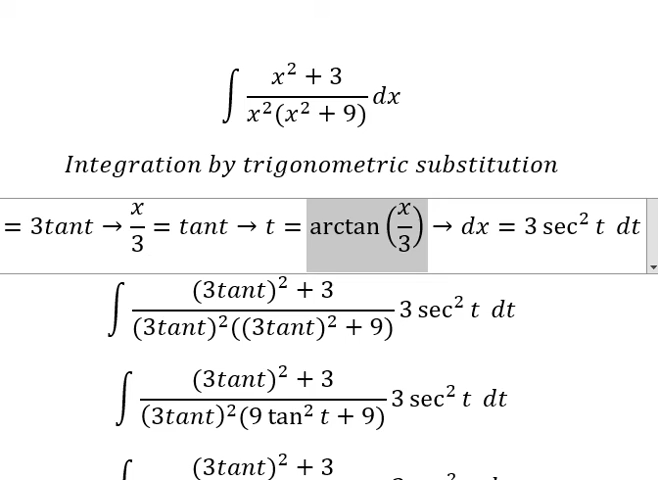 ∫ (x² + 3)/(x²(x² + 9)) dx
Integration by trigonometric substitution
= 3tant → x/3 = tant → t = arctan(x/3) → dx = 3 sec² t dt
∫ ((3tant)² + 3)/((3tant)²((3tant)² + 9)) 3 sec² t dt
∫ ((3tant)² + 3)/((3tant)²(9 tan² t + 9)) 3 sec² t dt
(3tant)² + 3